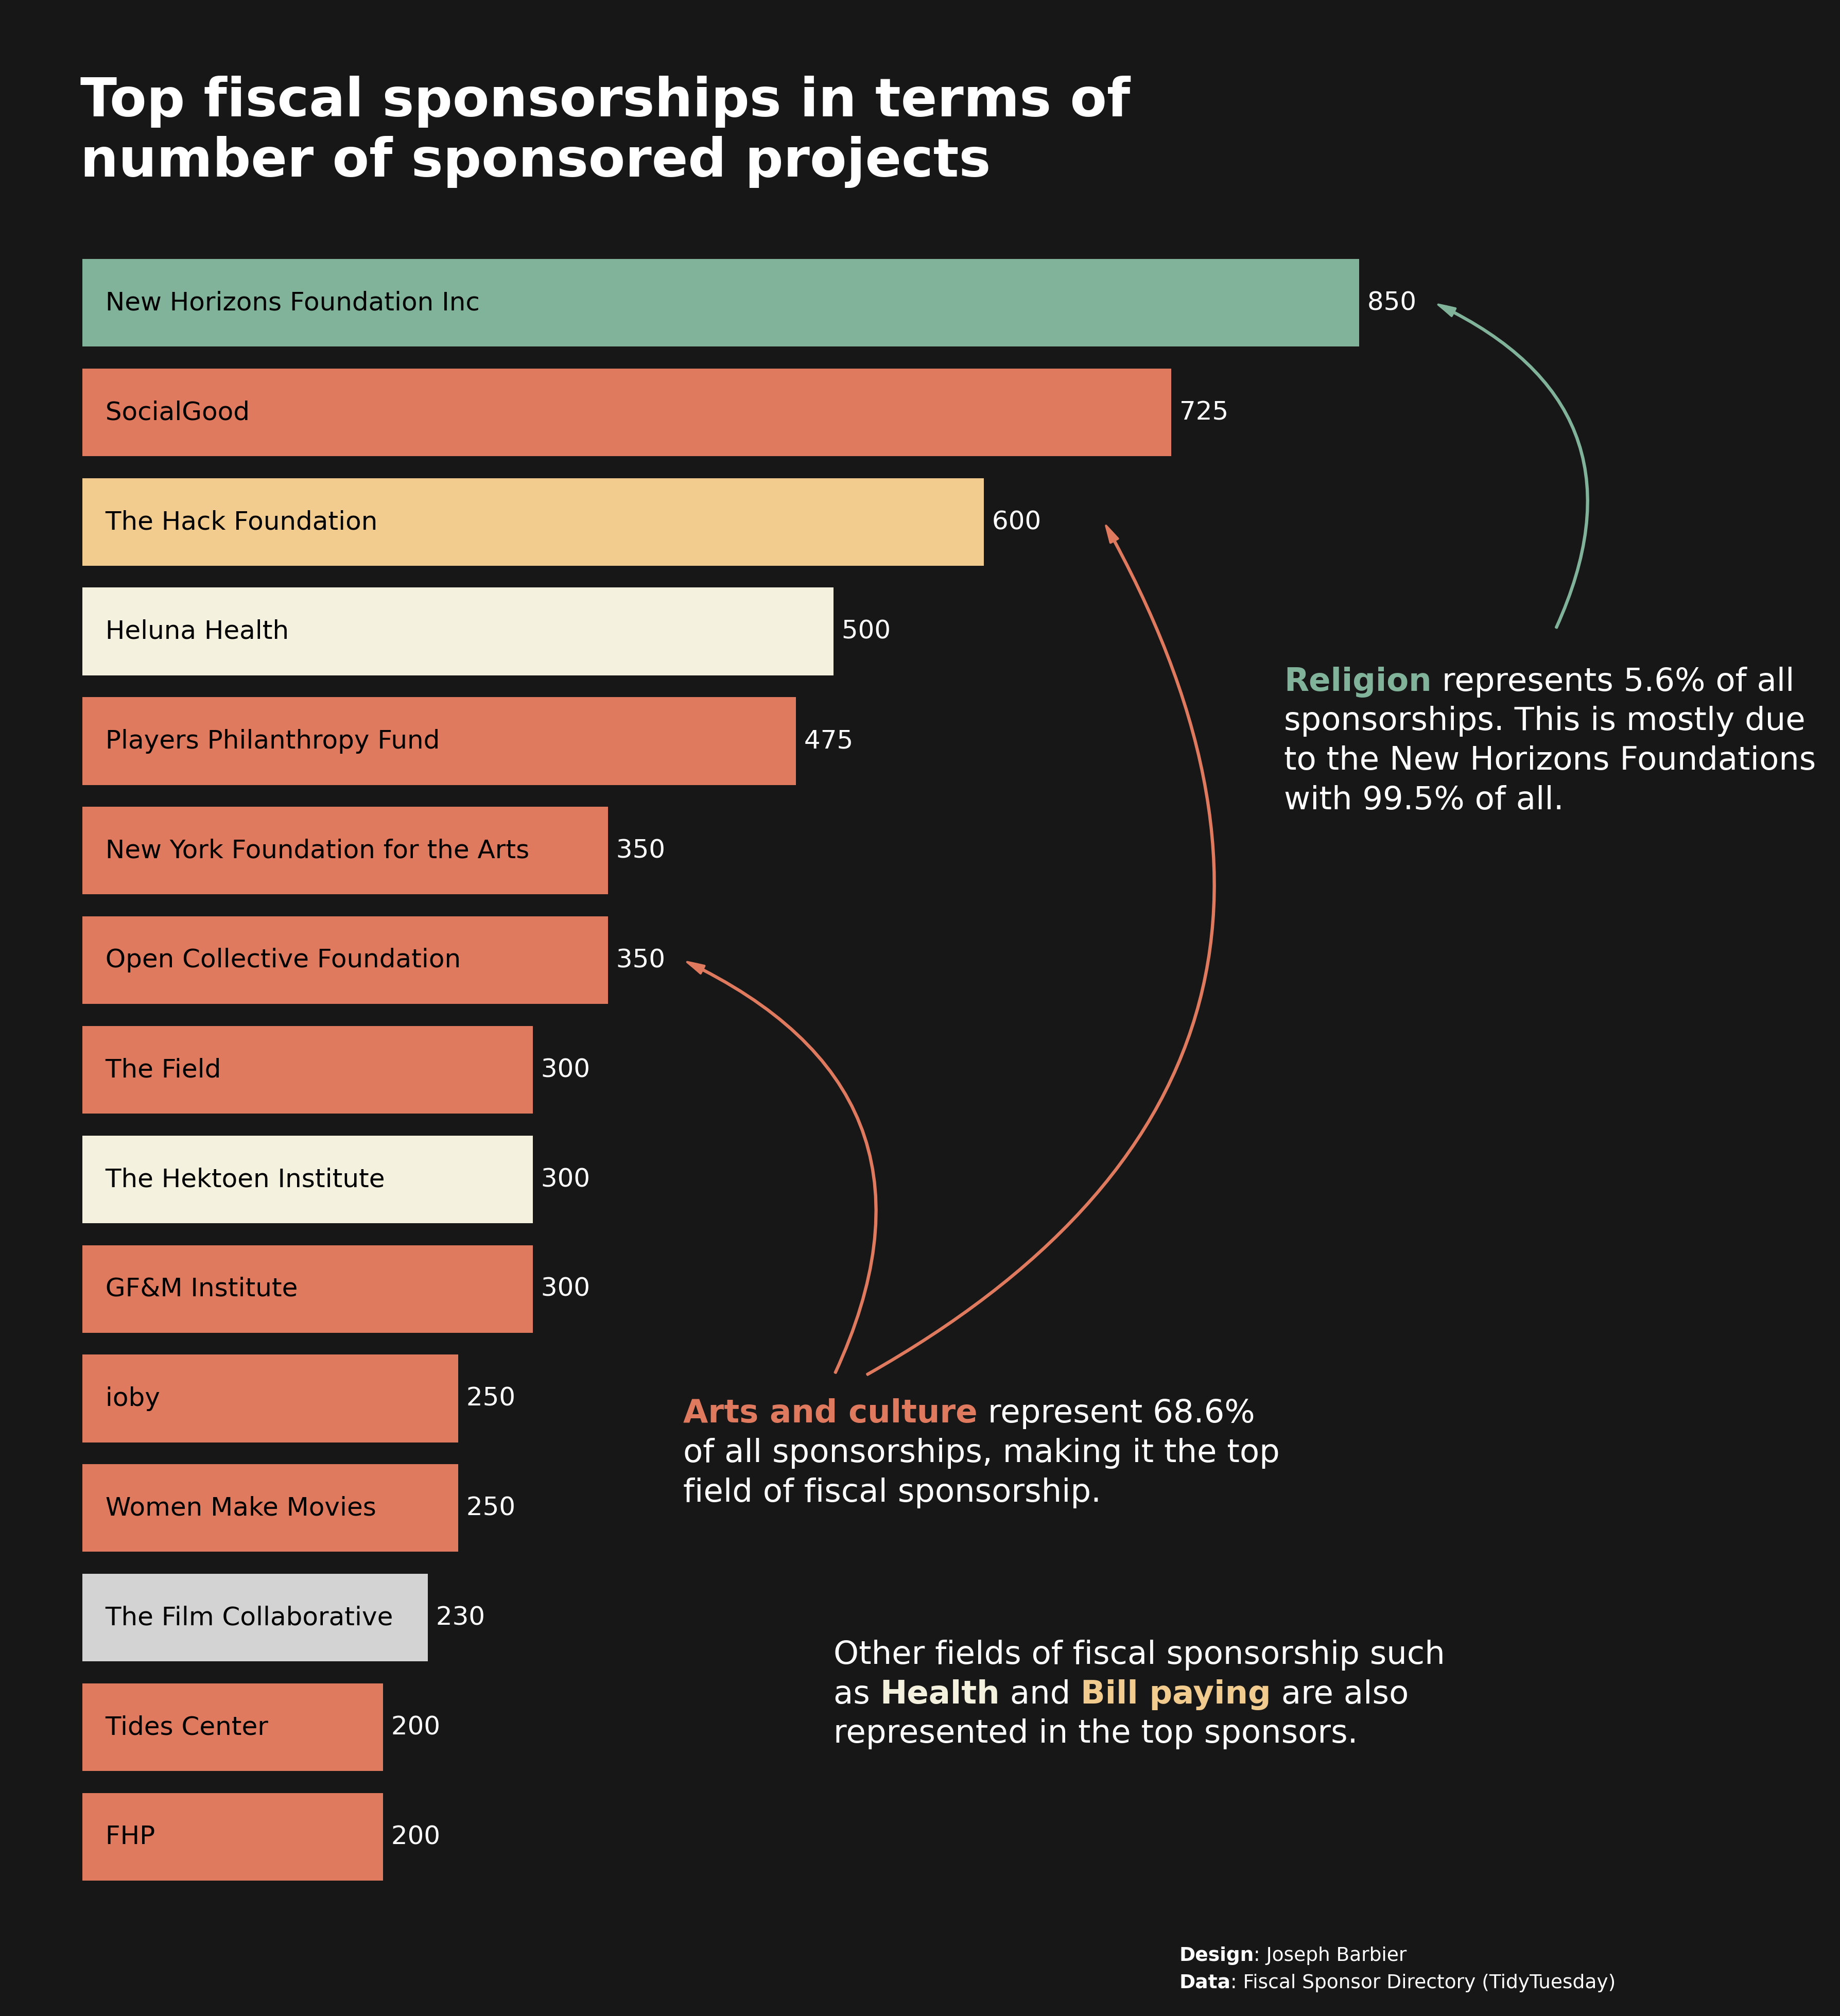 Top fiscal sponsorships in terms of
number of sponsored projects
New Horizons Foundation Inc 850
SocialGood 725
The Hack Foundation 600
Heluna Health 500
Players Philanthropy Fund 475
New York Foundation for the Arts 350
Open Collective Foundation 350
The Field 300
The Hektoen Institute 300
GF&M Institute 300
ioby 250
Women Make Movies 250
The Film Collaborative 230
Tides Center 200
FHP 200
Religion represents 5.6% of all
sponsorships. This is mostly due
to the New Horizons Foundations
with 99.5% of all.
Arts and culture represent 68.6%
of all sponsorships, making it the top
field of fiscal sponsorship.
Other fields of fiscal sponsorship such
as Health and Bill paying are also
represented in the top sponsors.
Design: Joseph Barbier
Data: Fiscal Sponsor Directory (TidyTuesday)